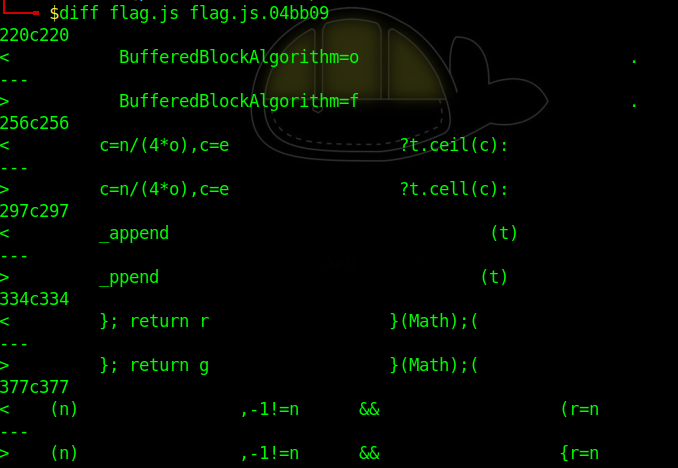 $diff flag.js flag.js.04bb09
220c220
< BufferedBlockAlgorithm=o .
---
> BufferedBlockAlgorithm=f .
256c256
< c=n/(4*o),c=e ?t.ceil(c):
---
> c=n/(4*o),c=e ?t.cell(c):
297c297
< _append (t)
---
> _ppend (t)
334c334
< }; return r }(Math);(
---
> }; return g }(Math);(
377c377
< (n) ,-1!=n && (r=n
---
> (n) ,-1!=n && {r=n